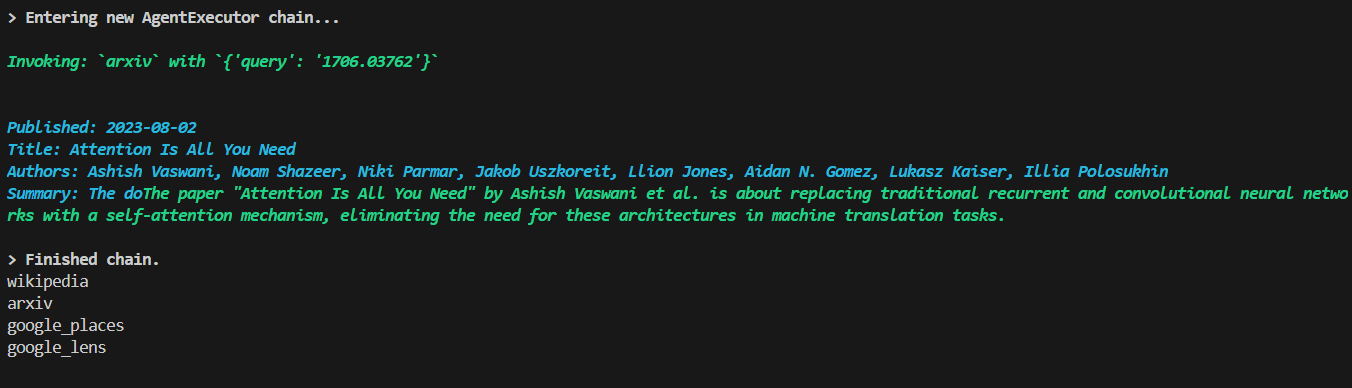 > Entering new AgentExecutor chain...
Invoking: `arxiv` with `{'query': '1706.03762'}`
Published: 2023-08-02
Title: Attention Is All You Need
Authors: Ashish Vaswani, Noam Shazeer, Niki Parmar, Jakob Uszkoreit, Llion Jones, Aidan N. Gomez, Lukasz Kaiser, Illia Polosukhin
Summary: The doThe paper "Attention Is All You Need" by Ashish Vaswani et al. is about replacing traditional recurrent and convolutional neural netwo
rks with a self-attention mechanism, eliminating the need for these architectures in machine translation tasks.
> Finished chain.
wikipedia
arxiv
google_places
google_lens